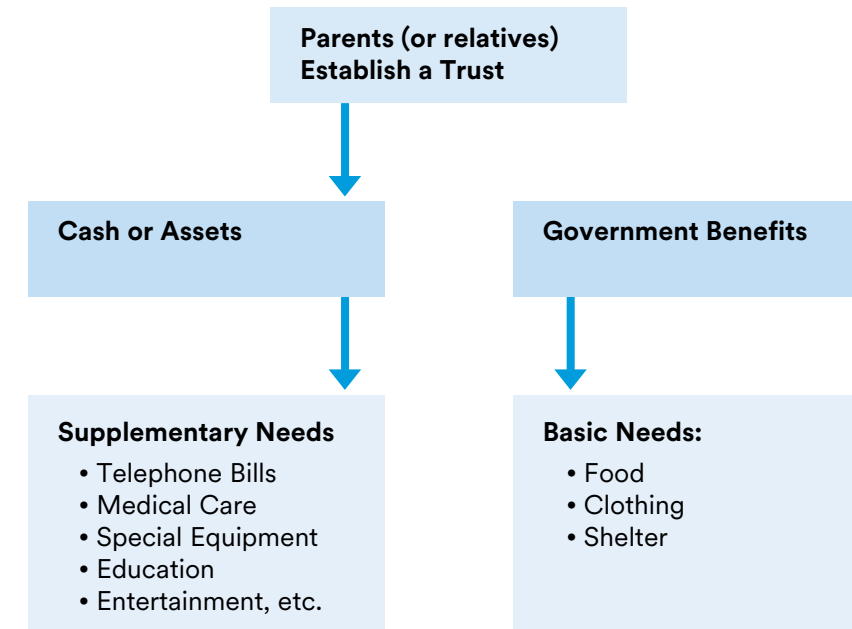 Parents (or relatives)
Establish a Trust
Cash or Assets
Government Benefits
Supplementary Needs
• Telephone Bills
• Medical Care
• Special Equipment
• Education
• Entertainment, etc.
Basic Needs:
• Food
• Clothing
• Shelter